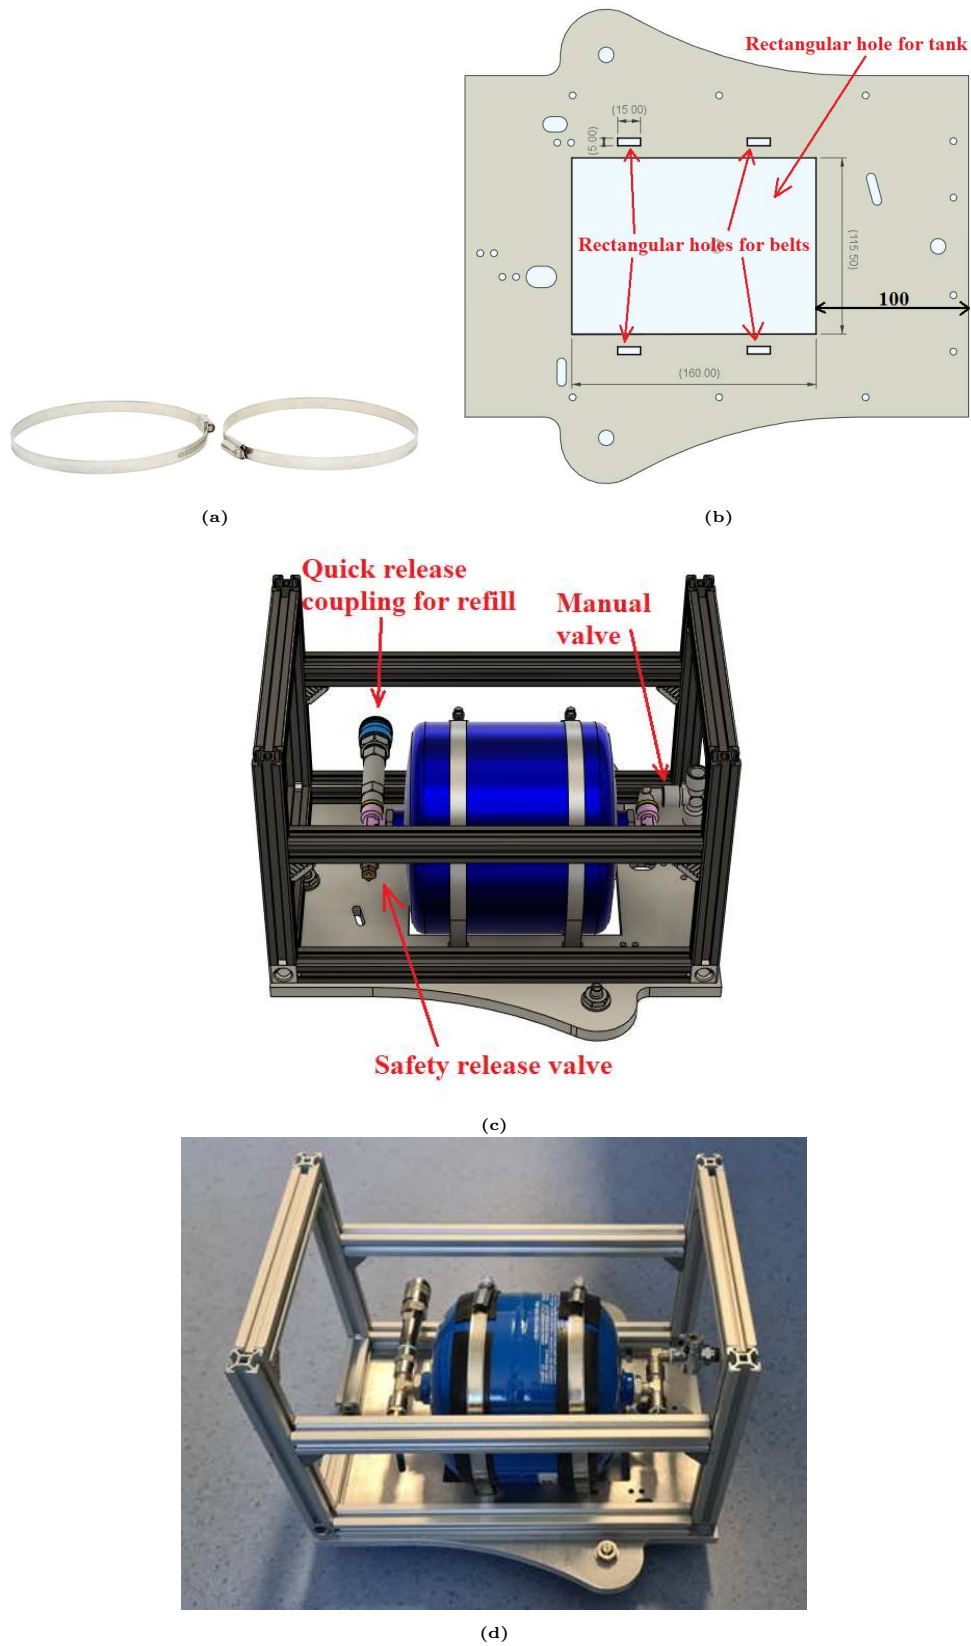 Rectangular hole for tank
(15.00)
(5.00)
Rectangular holes for belts
(115.50)
100
(160.00)
(a)
(b)
Quick release
coupling for refill
Manual
valve
Safety release valve
(c)
(d)